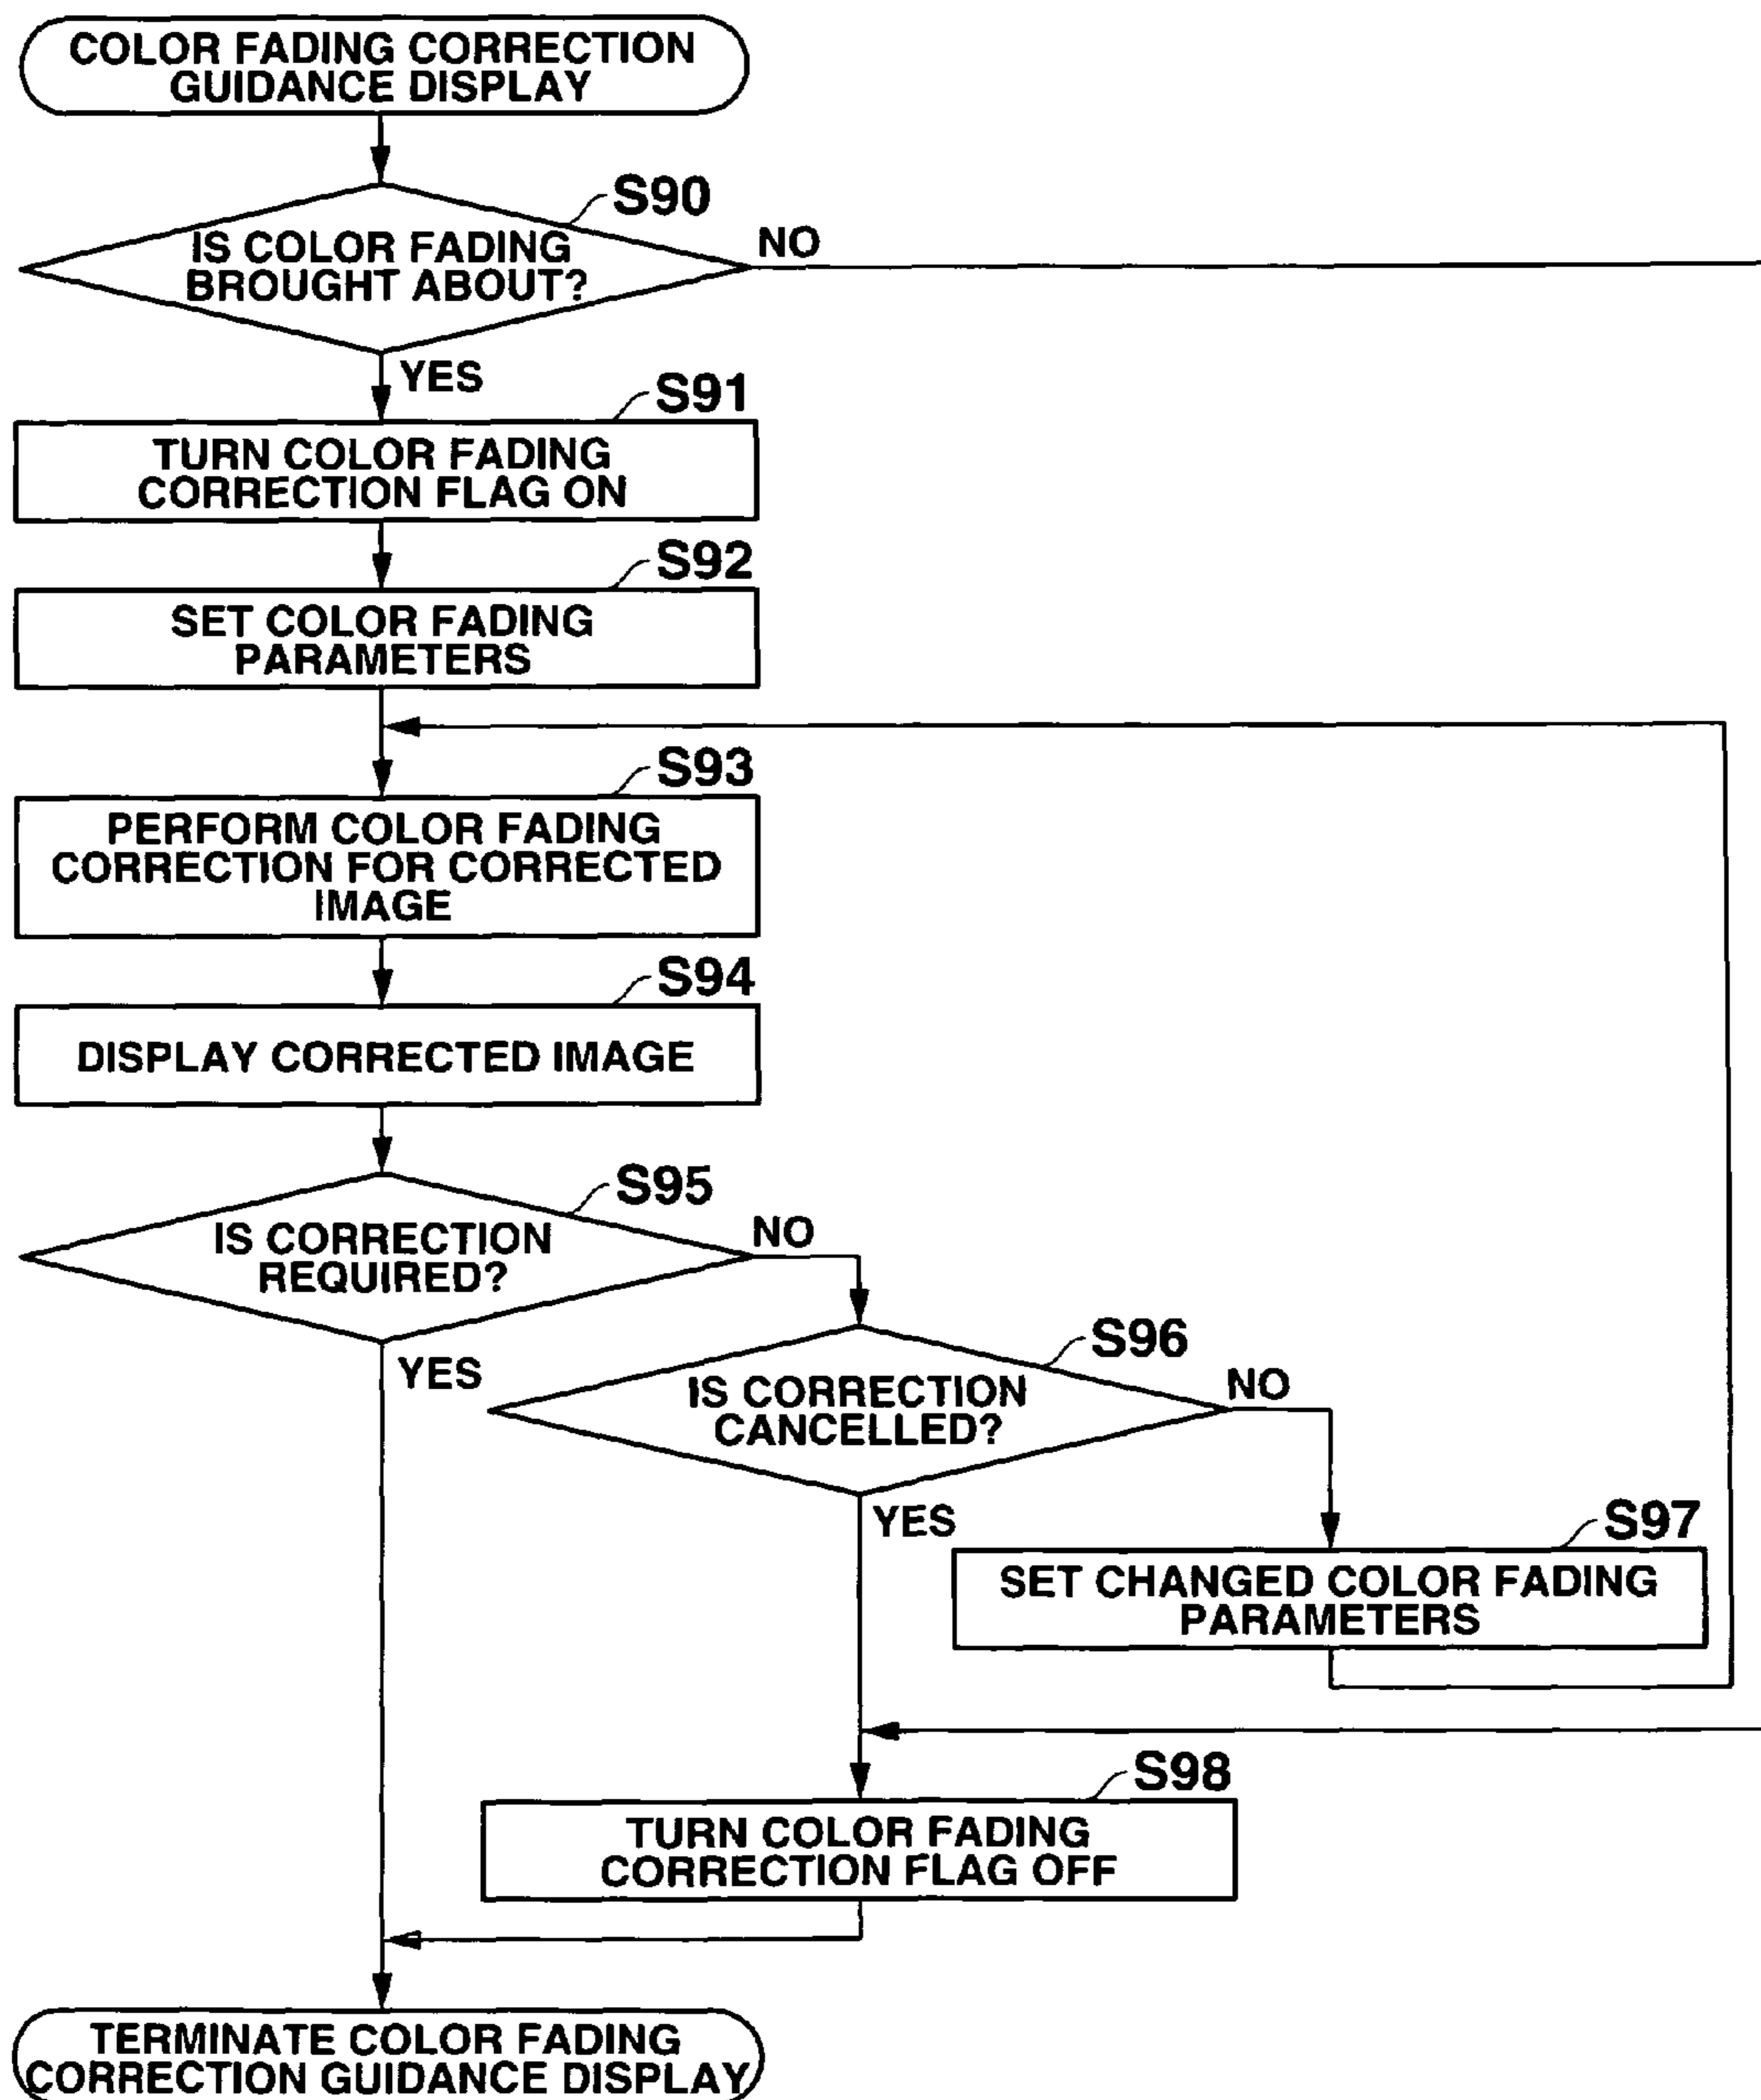 COLOR FADING CORRECTION
GUIDANCE DISPLAY
S90
IS COLOR FADING
BROUGHT ABOUT?
NO
YES
S91
TURN COLOR FADING
CORRECTION FLAG ON
S92
SET COLOR FADING
PARAMETERS
S93
PERFORM COLOR FADING
CORRECTION FOR CORRECTED
IMAGE
S94
DISPLAY CORRECTED IMAGE
S95
IS CORRECTION
REQUIRED?
NO
YES
S96
IS CORRECTION
CANCELLED?
NO
YES
S97
SET CHANGED COLOR FADING
PARAMETERS
S98
TURN COLOR FADING
CORRECTION FLAG OFF
TERMINATE COLOR FADING
CORRECTION GUIDANCE DISPLAY